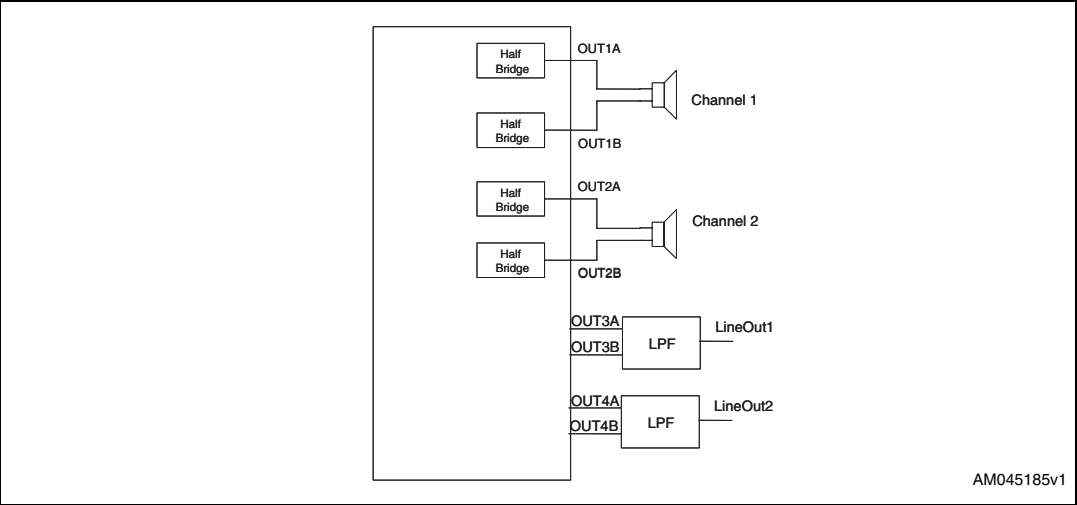 Half
Bridge
OUT1A
Channel 1
Half
Bridge
OUT1B
Half
Bridge
OUT2A
Channel 2
Half
Bridge
OUT2B
OUT3A
OUT3B
LPF
LineOut1
OUT4A
OUT4B
LPF
LineOut2
AM045185v1